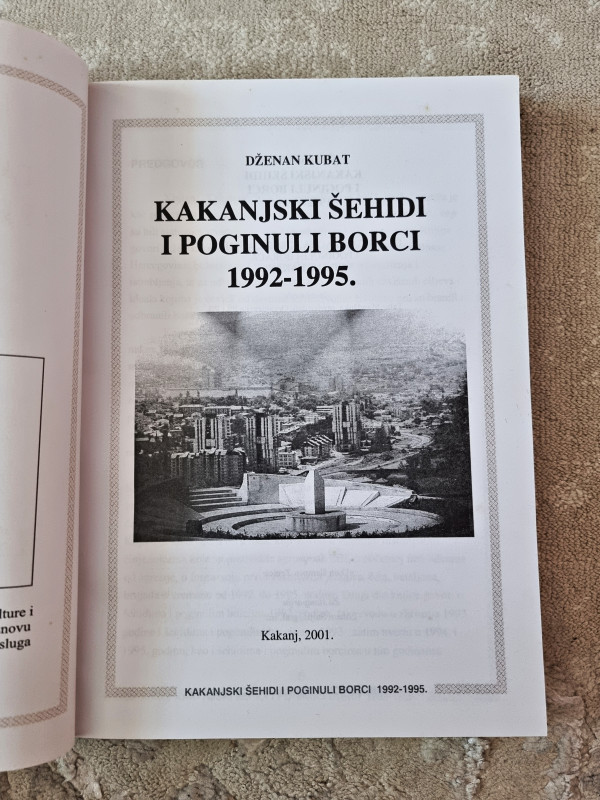 lture i
novu
sluga
DŽENAN KUBAT
KAKANJSKI ŠEHIDI
I POGINULI BORCI
1992-1995.
Kakanj, 2001.
KAKANJSKI ŠEHIDI I POGINULI BORCI 1992-1995.